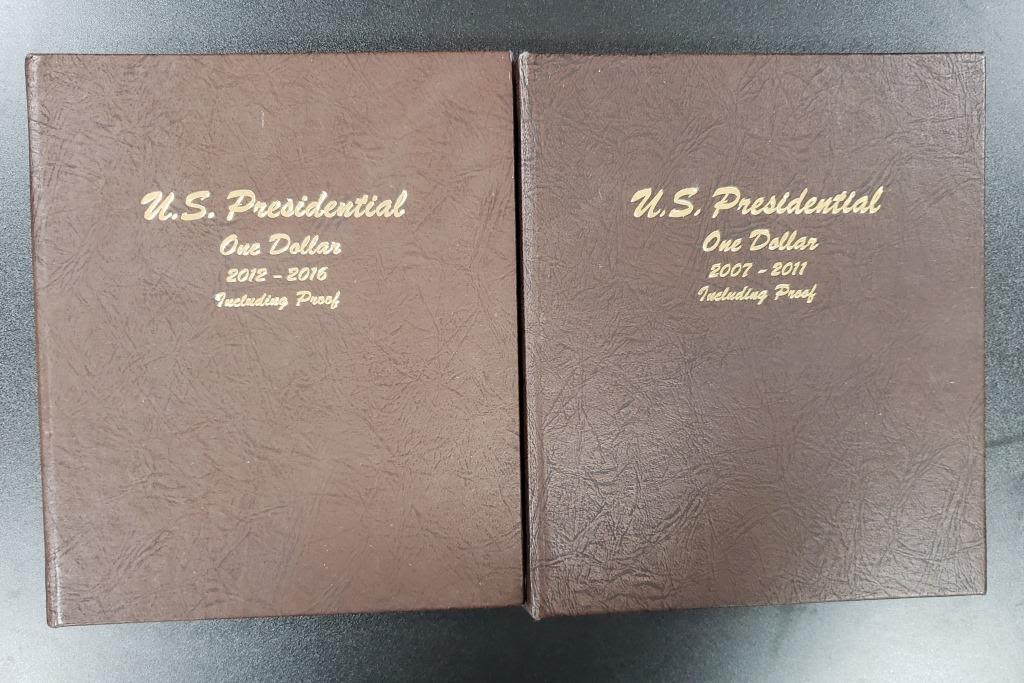 U.S. Presidential
One Dollar
2012 - 2016
Including Proof
U.S. Presidential
One Dollar
2007 - 2011
Including Proof